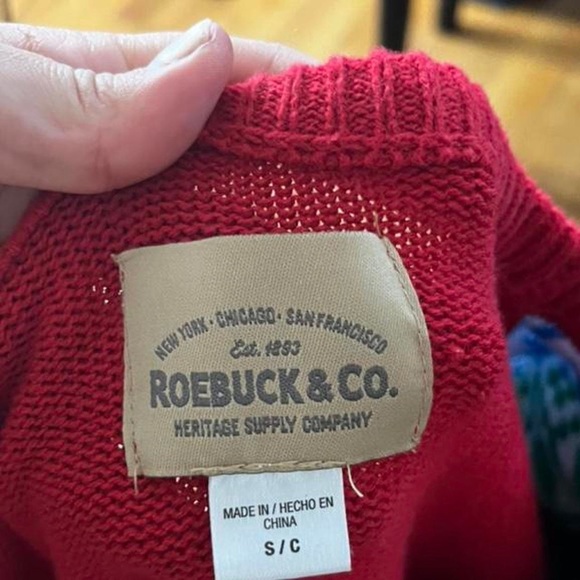 NEW YORK · CHICAGO · SAN FRANCISCO
Est. 1893
ROEBUCK & CO.
HERITAGE SUPPLY COMPANY
MADE IN / HECHO EN
CHINA
S / C